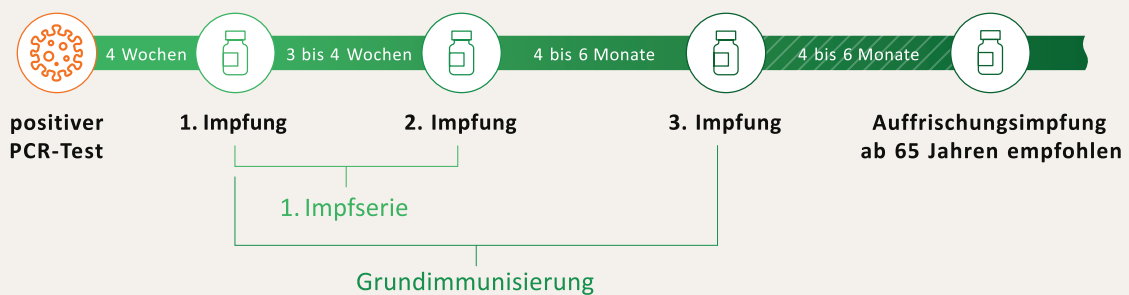 4 Wochen
3 bis 4 Wochen
4 bis 6 Monate
4 bis 6 Monate
positiver
PCR-Test
1. Impfung
2. Impfung
3. Impfung
Auffrischungsimpfung
ab 65 Jahren empfohlen
1. Impfserie
Grundimmunisierung